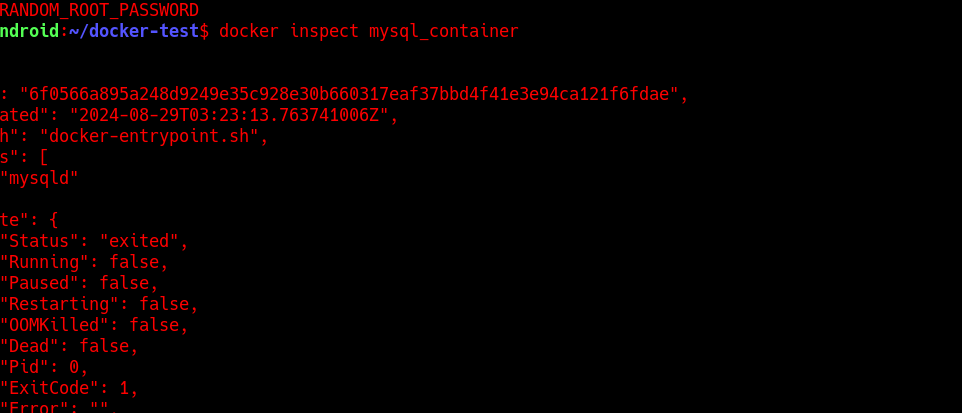 RANDOM_ROOT_PASSWORD
ndroid:~/docker-test$ docker inspect mysql_container
: "6f0566a895a248d9249e35c928e30b660317eaf37bbd4f41e3e94ca121f6fdae",
ated": "2024-08-29T03:23:13.763741006Z",
h": "docker-entrypoint.sh",
s": [
"mysqld"
te": {
"Status": "exited",
"Running": false,
"Paused": false,
"Restarting": false,
"OOMKilled": false,
"Dead": false,
"Pid": 0,
"ExitCode": 1,
"Error": "",